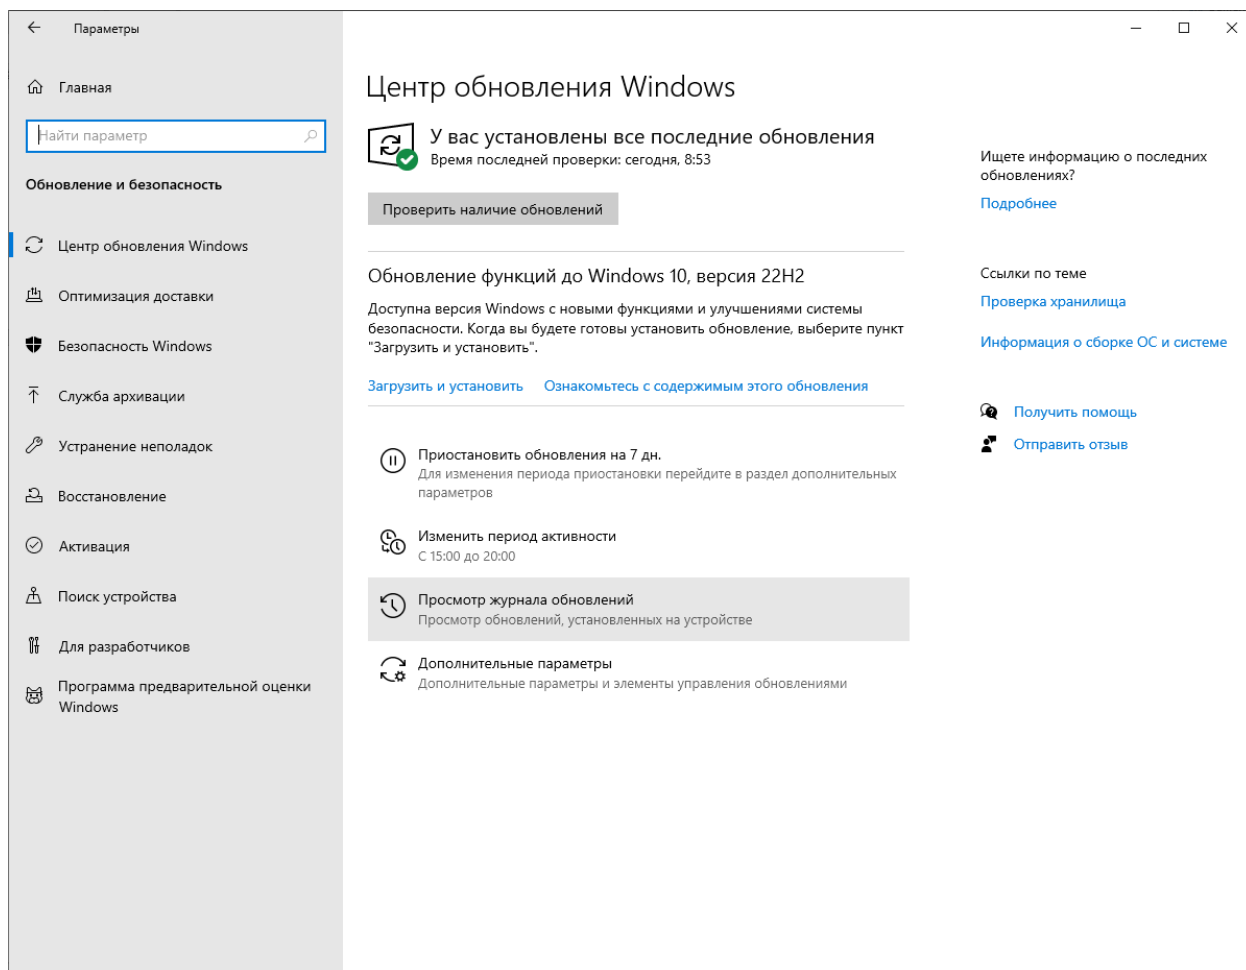 Параметры
Главная
Найти параметр
Обновление и безопасность
Центр обновления Windows
Оптимизация доставки
Безопасность Windows
Служба архивации
Устранение неполадок
Восстановление
Активация
Поиск устройства
Для разработчиков
Программа предварительной оценки
Windows
Центр обновления Windows
У вас установлены все последние обновления
Время последней проверки: сегодня, 8:53
Проверить наличие обновлений
Обновление функций до Windows 10, версия 22H2
Доступна версия Windows с новыми функциями и улучшениями системы
безопасности. Когда вы будете готовы установить обновление, выберите пункт
"Загрузить и установить".
Загрузить и установить Ознакомьтесь с содержимым этого обновления
Приостановить обновления на 7 дн.
Для изменения периода приостановки перейдите в раздел дополнительных
параметров
Изменить период активности
С 15:00 до 20:00
Просмотр журнала обновлений
Просмотр обновлений, установленных на устройстве
Дополнительные параметры
Дополнительные параметры и элементы управления обновлениями
Ищете информацию о последних
обновлениях?
Подробнее
Ссылки по теме
Проверка хранилища
Информация о сборке ОС и системе
Получить помощь
Отправить отзыв